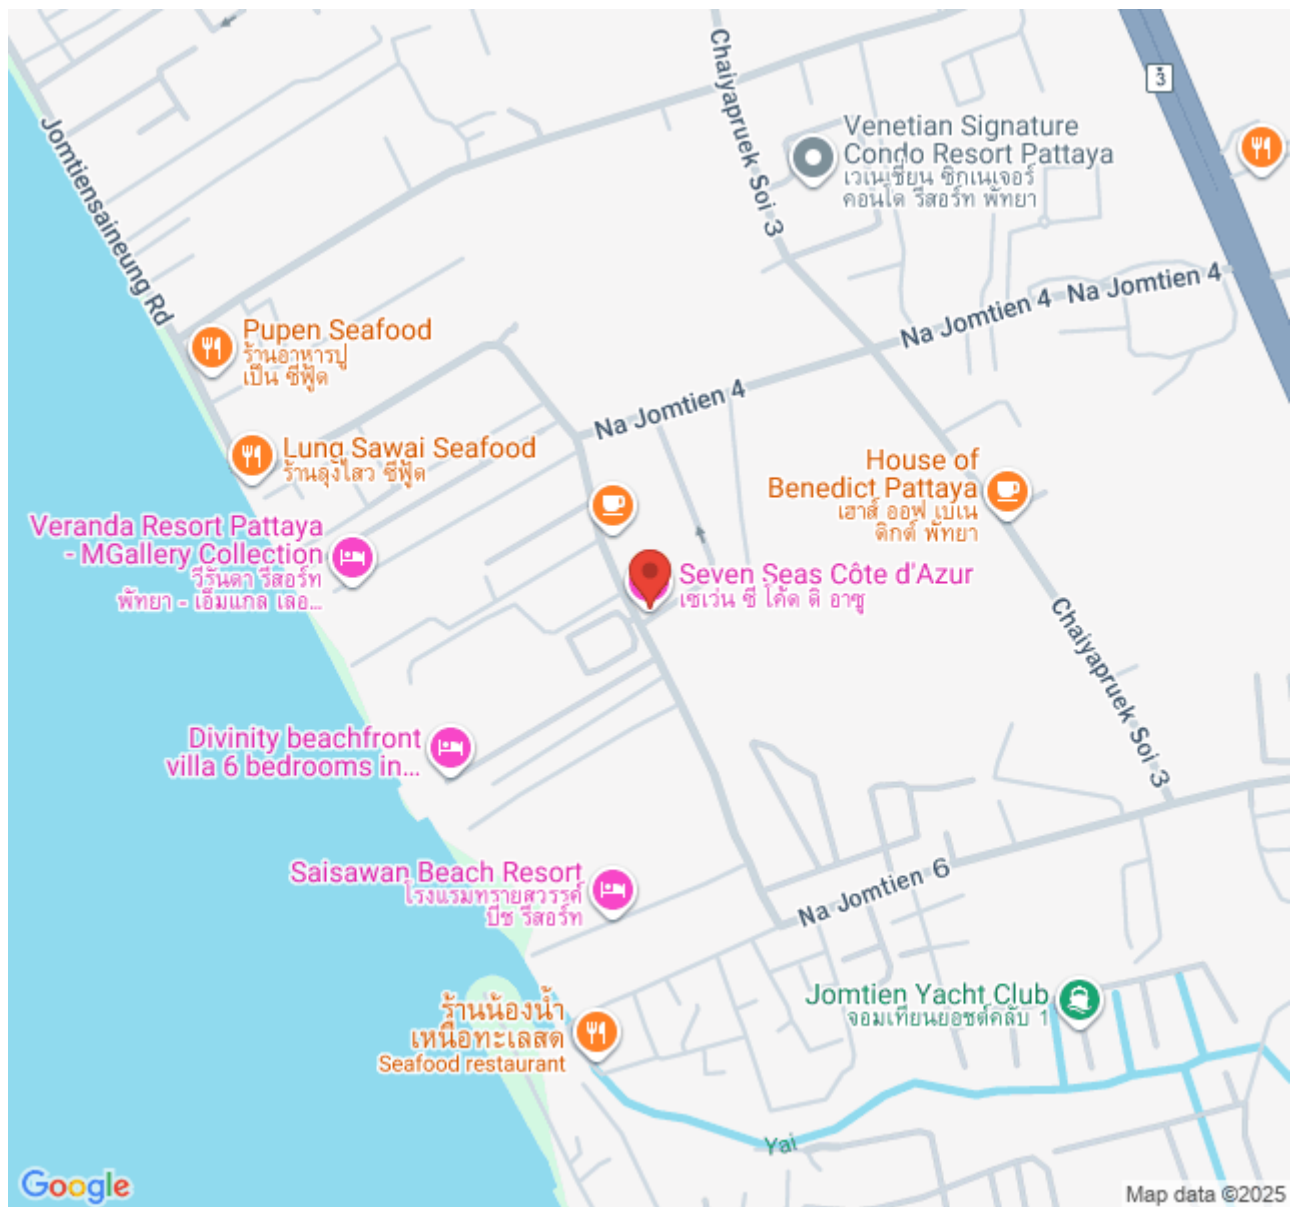 Chaiyapruek Soi 3
3
Venetian Signature
Condo Resort Pattaya
เวเนเชี่ยน ซิกเนเจอร์
คอนโด รีสอร์ท พัทยา
Jomtiensaineung Rd
Na Jomtien 4
Na Jomtien 4
Pupen Seafood
ร้านอาหารปู
เป็น ซีฟู้ด
Na Jomtien 4
Lung Sawai Seafood
ร้านลุงไสว ซีฟู้ด
House of
Benedict Pattaya
เฮาส์ ออฟ เบเน
ดิกต์ พัทยา
Veranda Resort Pattaya
- MGallery Collection
วีรันดา รีสอร์ท
พัทยา - เอ็มแกล เลอ...
Seven Seas Côte d'Azur
เซเว่น ซี โค้ด ดิ อาซู
Chaiyapruek Soi 3
Divinity beachfront
villa 6 bedrooms in...
Saisawan Beach Resort
โรงแรมทรายสวรรค์
บีช รีสอร์ท
Na Jomtien 6
ร้านน้องน้ำ
เหนือทะเลสด
Seafood restaurant
Jomtien Yacht Club
จอมเทียนยอชต์คลับ 1
Yai
Google
Map data ©2025